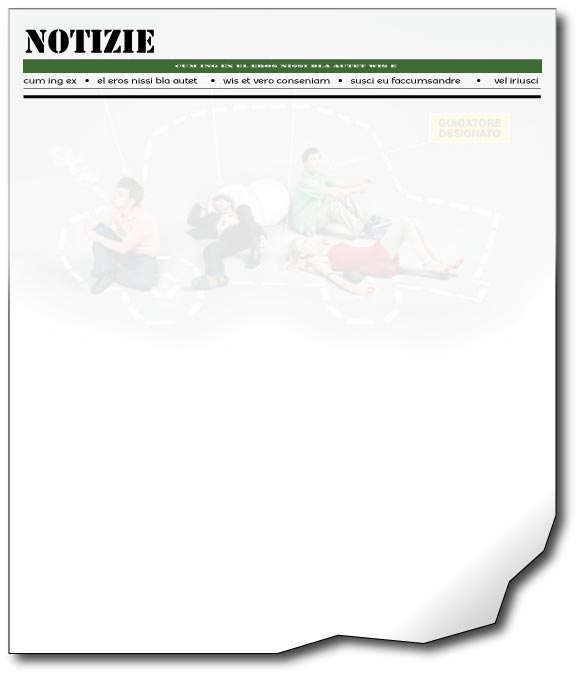 NOTIZIE
CUM ING EX EL EROS NISSI BLA AUTET WIS E
cum ing ex • el eros nissi bla autet • wis et vero conseniam • susci eu faccumsandre • vel iriusci
GUIDATORE
DESIGNATO